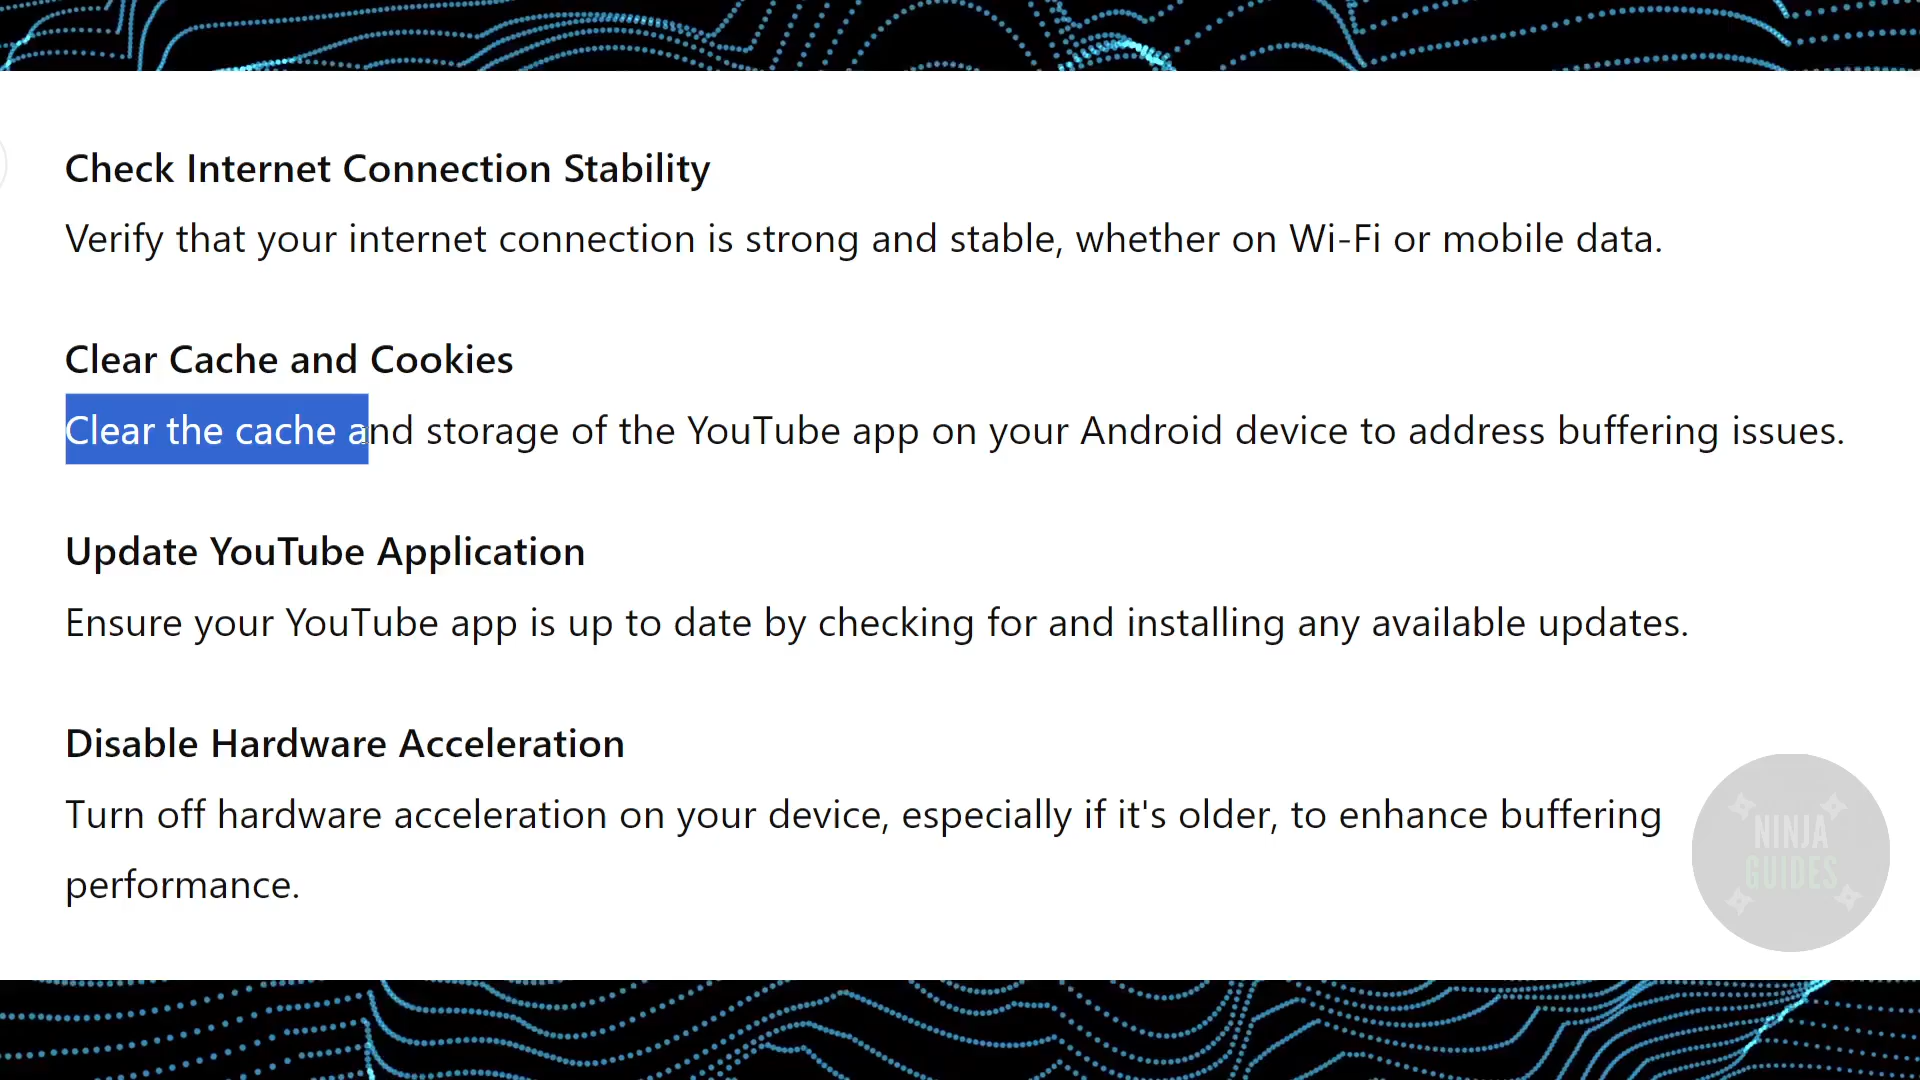 Check Internet Connection Stability
Verify that your internet connection is strong and stable, whether on Wi-Fi or mobile data.
Clear Cache and Cookies
Clear the cache and storage of the YouTube app on your Android device to address buffering issues.
Update YouTube Application
Ensure your YouTube app is up to date by checking for and installing any available updates.
Disable Hardware Acceleration
Turn off hardware acceleration on your device, especially if it's older, to enhance buffering
performance.
NINJA
GUIDES